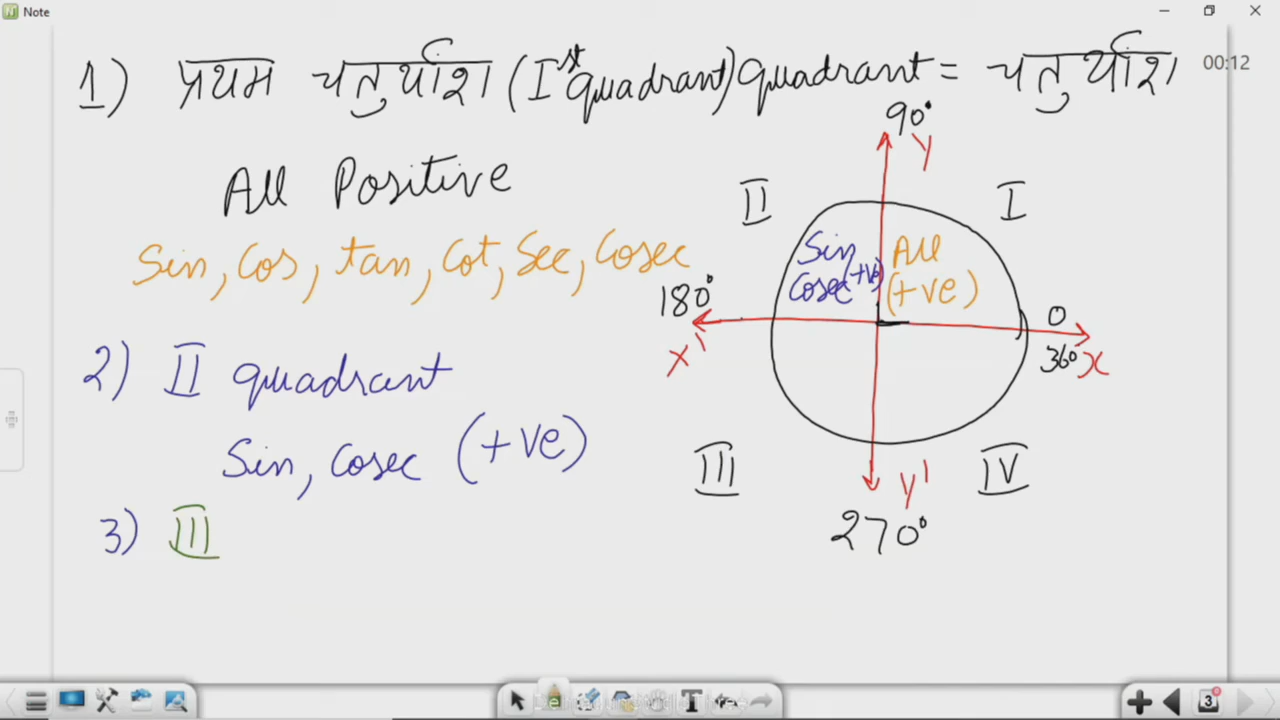 Note
00:12
1) प्रथम चतुर्थांश (Ist quadrant) quadrant = चतुर्थांश
All Positive
Sin, Cos, tan, Cot, Sec, Cosec
2) II quadrant
Sin, Cosec (+ve)
3) III
90°
Y
II
I
Sin
Cosec (+ve)
All
(+ve)
180°
0
X'
360°
X
III
IV
Y'
270°
3